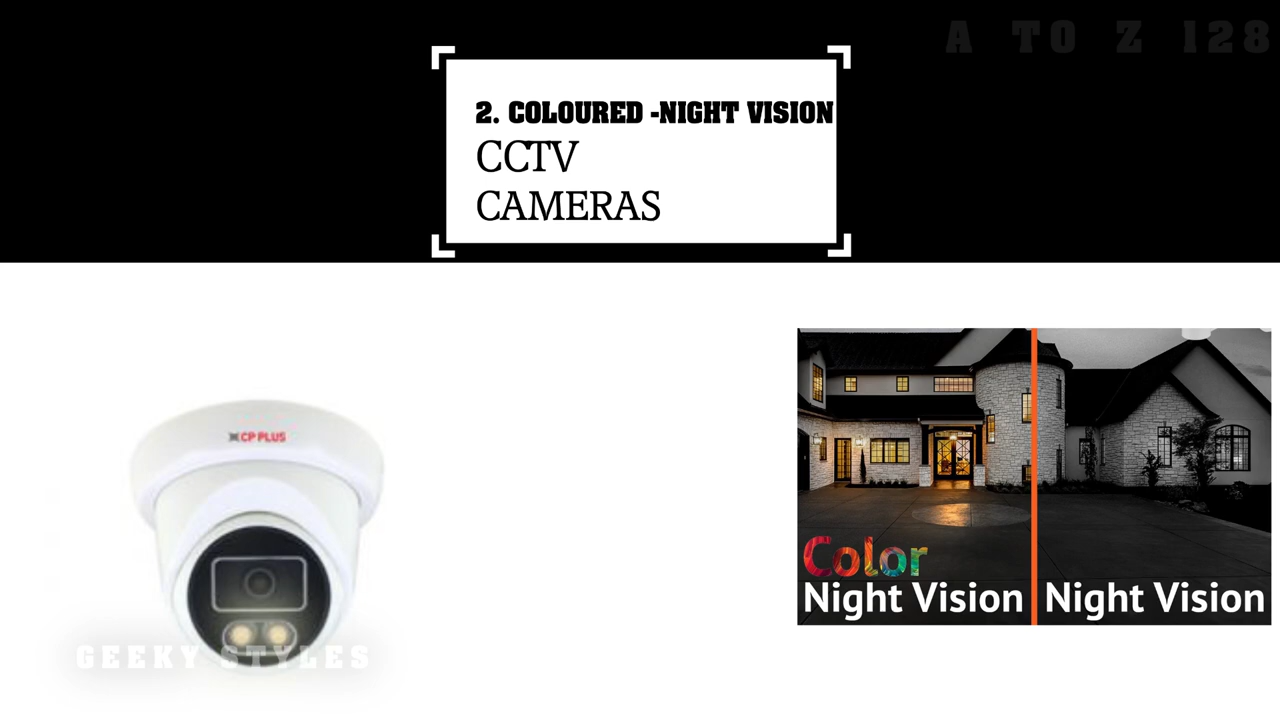 A TO Z 128
2. COLOURED -NIGHT VISION
CCTV
CAMERAS
CP PLUS
Color
Night Vision
Night Vision
GEEKY STYLES